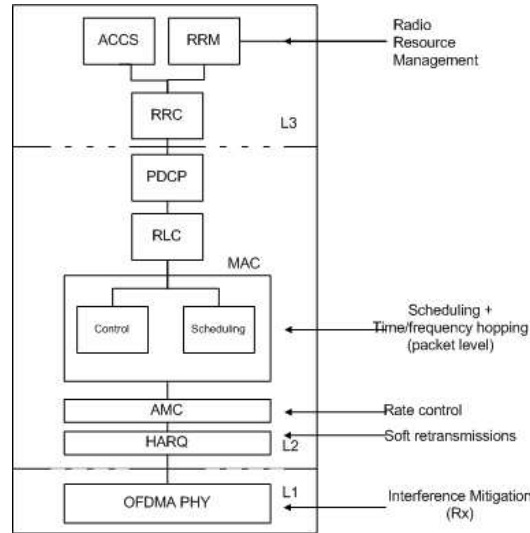 ACCS
RRM
Radio
Resource
Management
RRC
L3
PDCP
RLC
MAC
Control
Scheduling
Scheduling +
Time/frequency hopping
(packet level)
AMC
Rate control
HARQ
Soft retransmissions
L2
L1
OFDMA PHY
Interference Mitigation
(Rx)